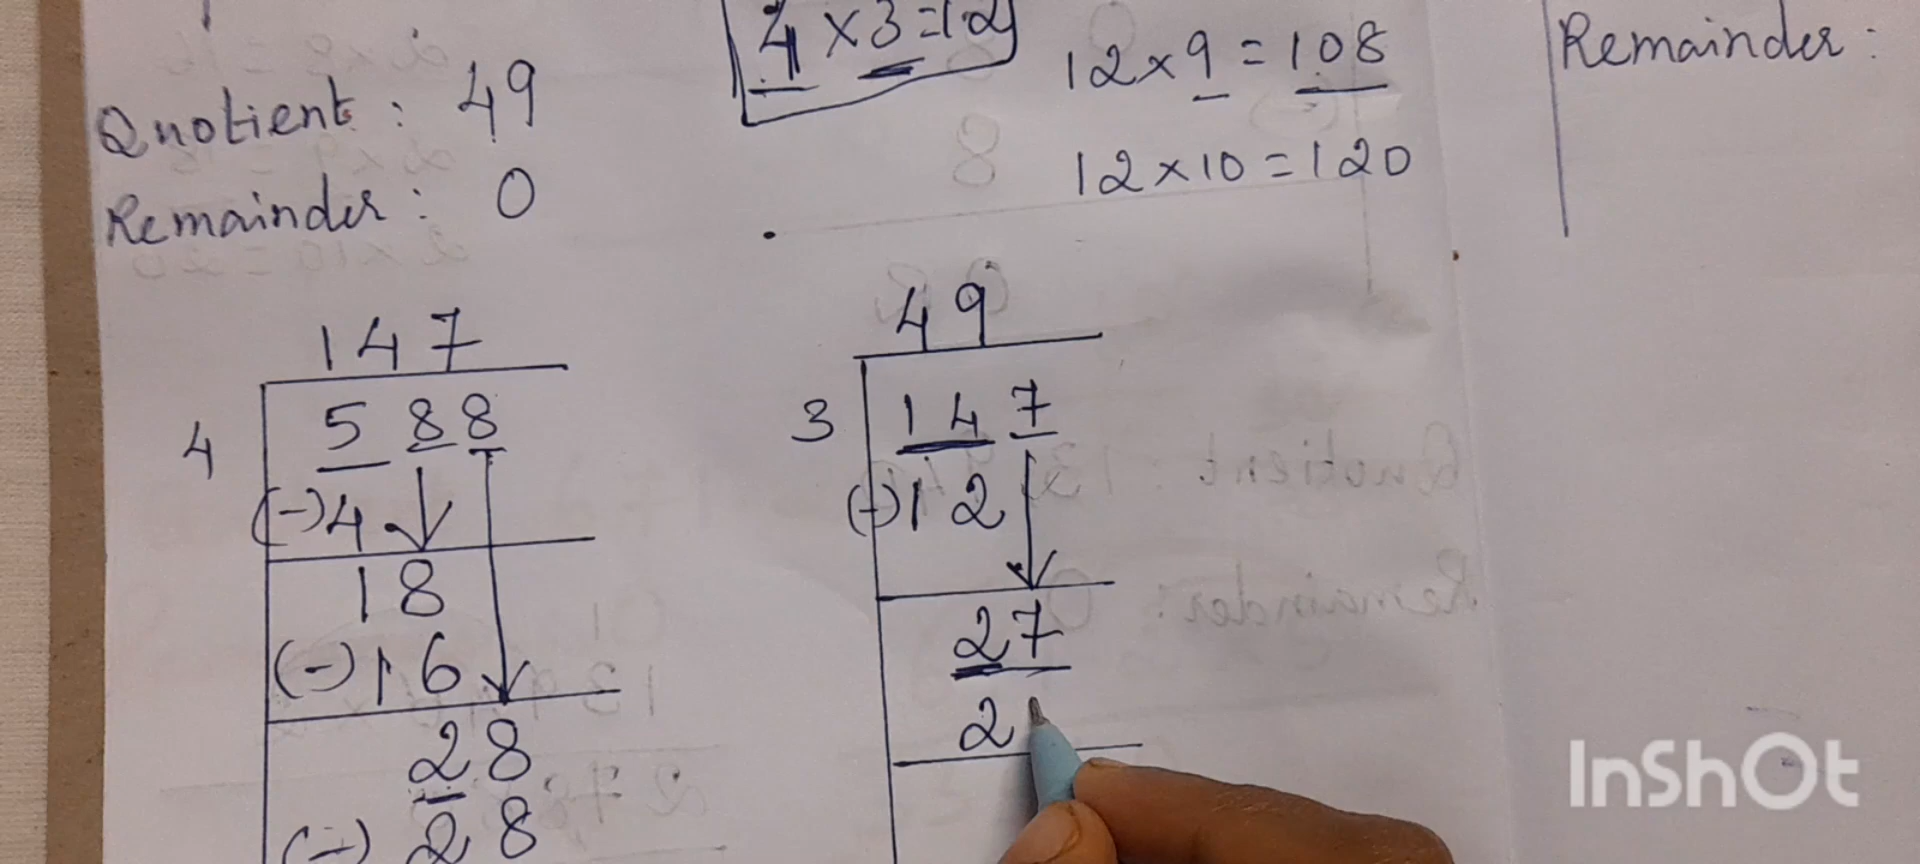 4 × 3 = 12
12 × 9 = 108
12 × 10 = 120
Remainder :
Quotient : 49
Remainder : 0
147
4 588
(-) 4
18
(-) 16
28
(-) 28
49
3 147
(-) 12
27
2
InShOt